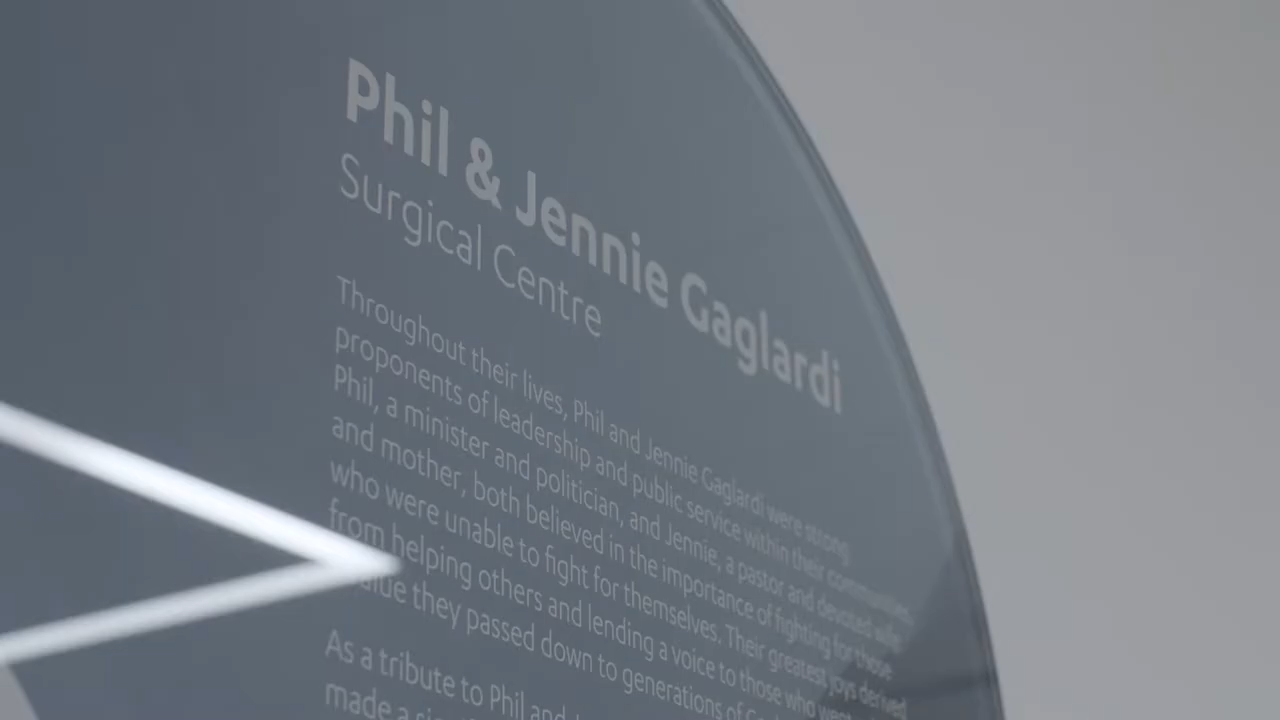 Phil & Jennie Gaglardi
Surgical Centre
Throughout their lives, Phil and Jennie Gaglardi were strong
proponents of leadership and public service within their communities.
Phil, a minister and politician, and Jennie, a pastor and devoted wife
and mother, both believed in the importance of fighting for those
who were unable to fight for themselves. Their greatest joys derived
from helping others and lending a voice to those who went
they passed down to generations of
As a tribute to Phil and
made a